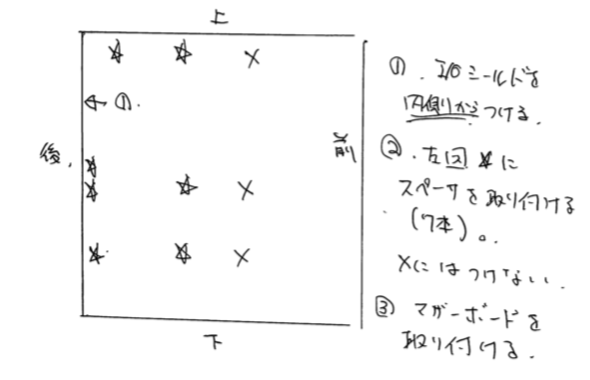 上
後.
前
下
← ①.
①. I/Oシールドを
内側からつける.
②. 左図 ☆に
スペーサを取り付ける
(7本)。
×にはつけない.
③ マザーボードを
取り付ける.